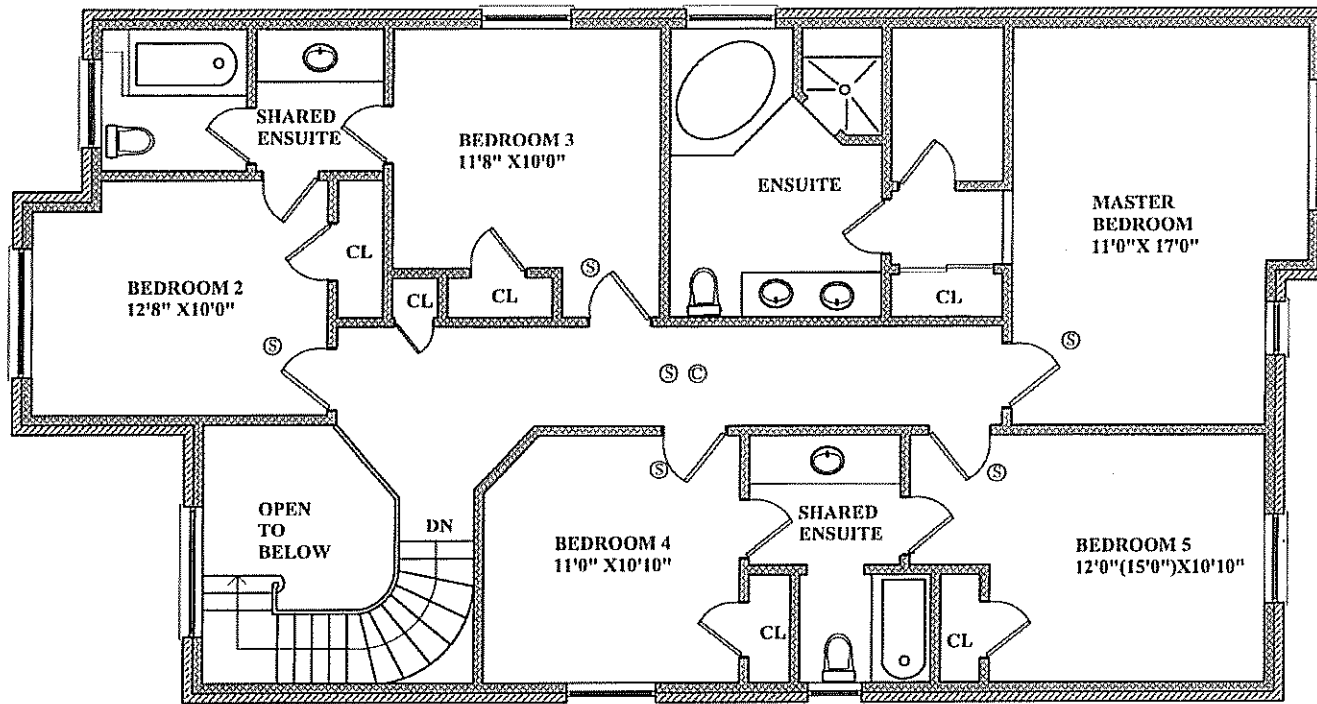 SHARED
ENSUITE
BEDROOM 3
11'8" X10'0"
ENSUITE
MASTER
BEDROOM
11'0"X 17'0"
BEDROOM 2
12'8" X10'0"
CL
CL
CL
CL
S
S
S
S C
S
S
OPEN
TO
BELOW
DN
BEDROOM 4
11'0" X10'10"
SHARED
ENSUITE
BEDROOM 5
12'0"(15'0")X10'10"
CL
CL